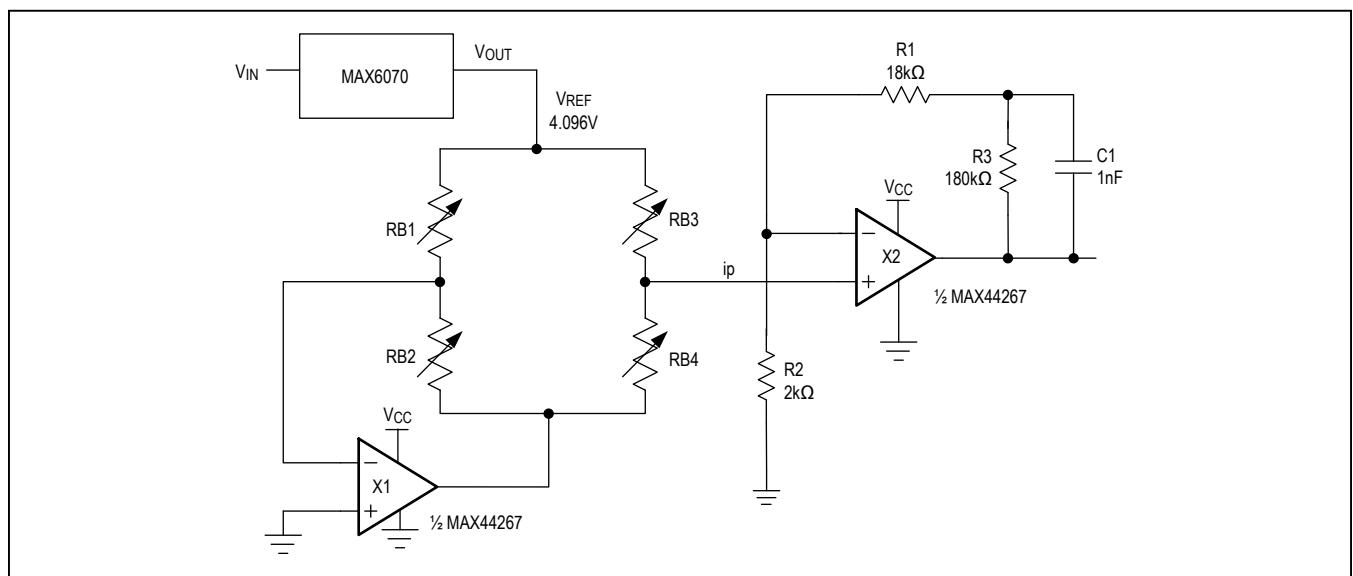 VIN
MAX6070
VOUT
VREF
4.096V
RB1
RB3
RB2
RB4
ip
VCC
X1
−
+
½ MAX44267
R1
18kΩ
R3
180kΩ
C1
1nF
VCC
X2
−
+
½ MAX44267
R2
2kΩ